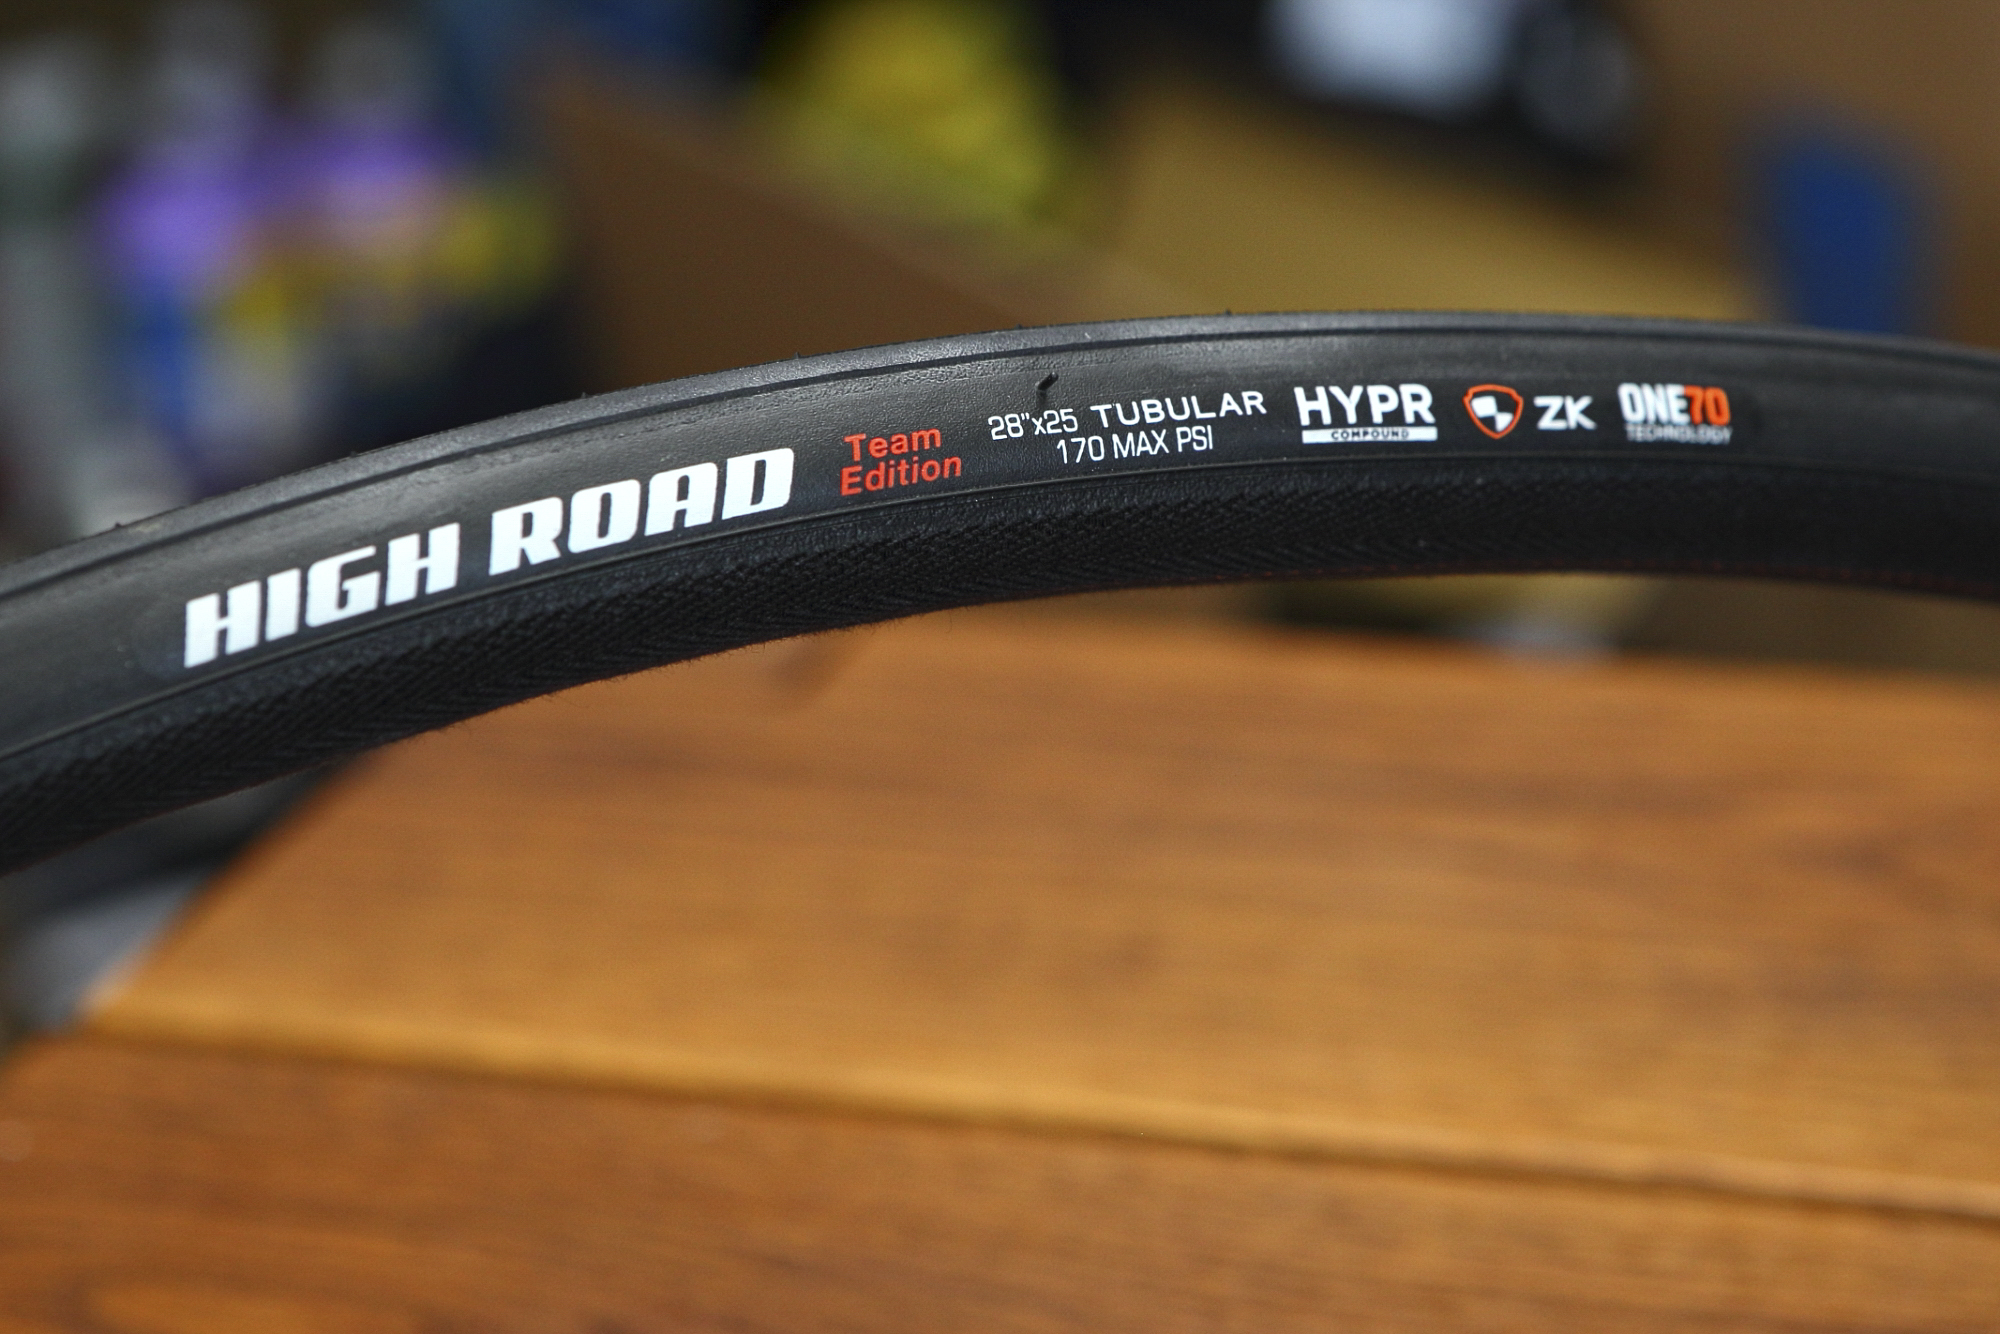 HIGH ROAD
Team
Edition
28"x25 TUBULAR
170 MAX PSI
HYPR
COMPOUND
ZK
ONE70
TECHNOLOGY